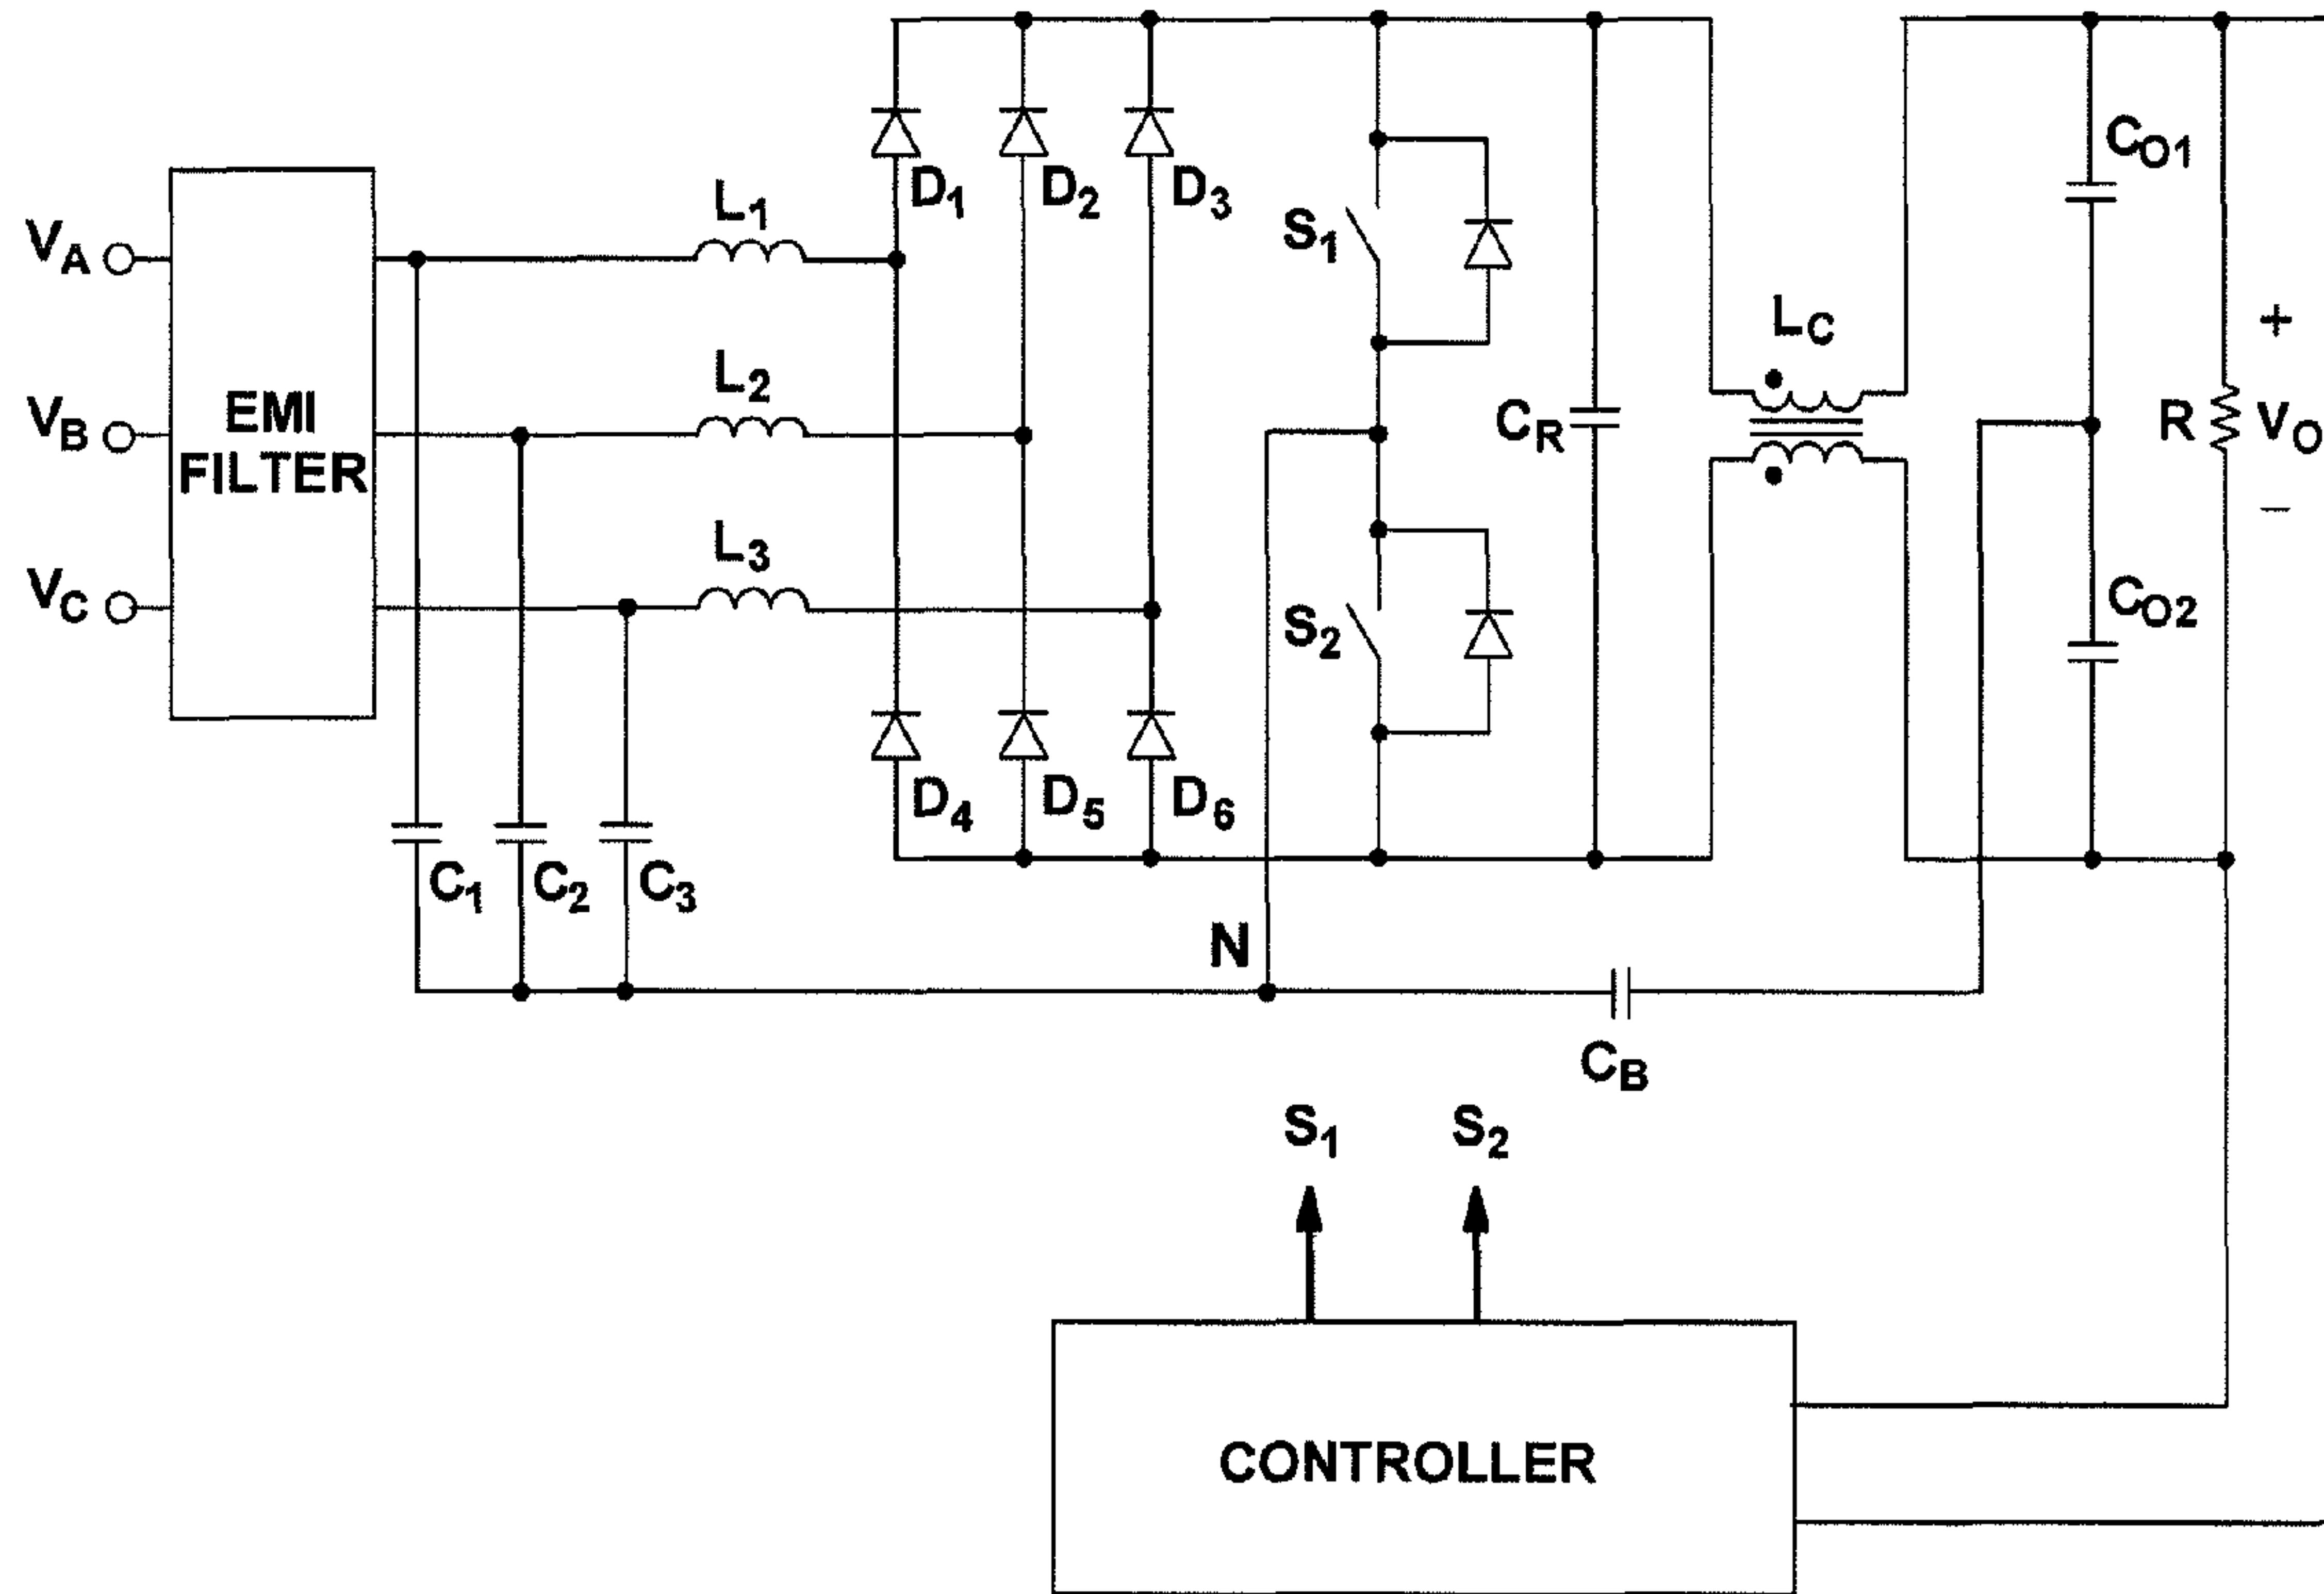 V_A
V_B
V_C
EMI
FILTER
L_1
L_2
L_3
D_1
D_2
D_3
D_4
D_5
D_6
C_1
C_2
C_3
S_1
S_2
C_R
L_C
C_O1
C_O2
R
+
V_O
−
N
C_B
S_1
S_2
CONTROLLER